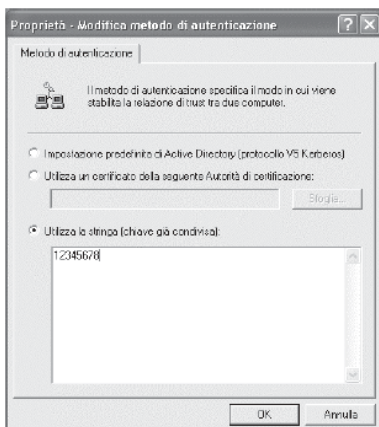 Proprietà - Modifica metodo di autenticazione
Metodo di autenticazione
Il metodo di autenticazione specifica il modo in cui viene
stabilita la relazione di trust tra due computer.
Impostazione predefinita di Active Directory (protocollo V5 Kerberos)
Utilizza un certificato della seguente Autorità di certificazione:
Sfoglia...
Utilizza la stringa (chiave già condivisa):
12345678
OK
Annulla